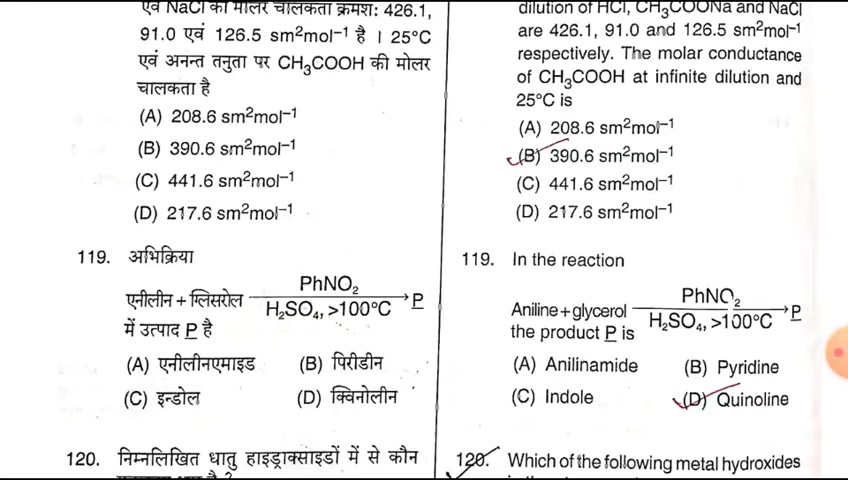 एवं NaCl की मोलर चालकता क्रमश: 426.1,
91.0 एवं 126.5 sm²mol⁻¹ है । 25°C
एवं अनन्त तनुता पर CH₃COOH की मोलर
चालकता है
(A) 208.6 sm²mol⁻¹
(B) 390.6 sm²mol⁻¹
(C) 441.6 sm²mol⁻¹
(D) 217.6 sm²mol⁻¹
119. अभिक्रिया
एनीलीन + ग्लिसरोल PhNO₂ / H₂SO₄, >100°C → P
में उत्पाद P है
(A) एनीलीनएमाइड (B) पिरीडीन
(C) इन्डोल (D) क्विनोलीन
120. निम्नलिखित धातु हाइड्राक्साइडों में से कौन
dilution of HCl, CH₃COONa and NaCl
are 426.1, 91.0 and 126.5 sm²mol⁻¹
respectively. The molar conductance
of CH₃COOH at infinite dilution and
25°C is
(A) 208.6 sm²mol⁻¹
(B) 390.6 sm²mol⁻¹
(C) 441.6 sm²mol⁻¹
(D) 217.6 sm²mol⁻¹
119. In the reaction
Aniline+glycerol PhNO₂ / H₂SO₄, >100°C → P
the product P is
(A) Anilinamide (B) Pyridine
(C) Indole (D) Quinoline
120. Which of the following metal hydroxides